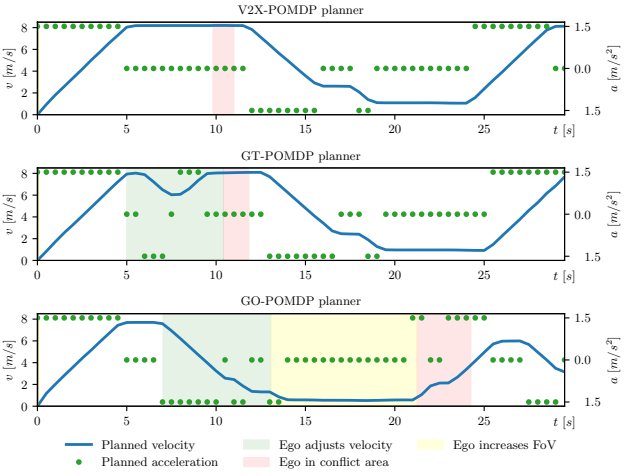 V2X-POMDP planner
8
6
4
2
0
v [m/s]
1.5
0.0
1.5
a [m/s²]
0
5
10
15
20
25
t [s]
GT-POMDP planner
8
6
4
2
0
v [m/s]
1.5
0.0
1.5
a [m/s²]
0
5
10
15
20
25
t [s]
GO-POMDP planner
8
6
4
2
0
v [m/s]
1.5
0.0
1.5
a [m/s²]
0
5
10
15
20
25
t [s]
Planned velocity
Ego adjusts velocity
Ego increases FoV
Planned acceleration
Ego in conflict area